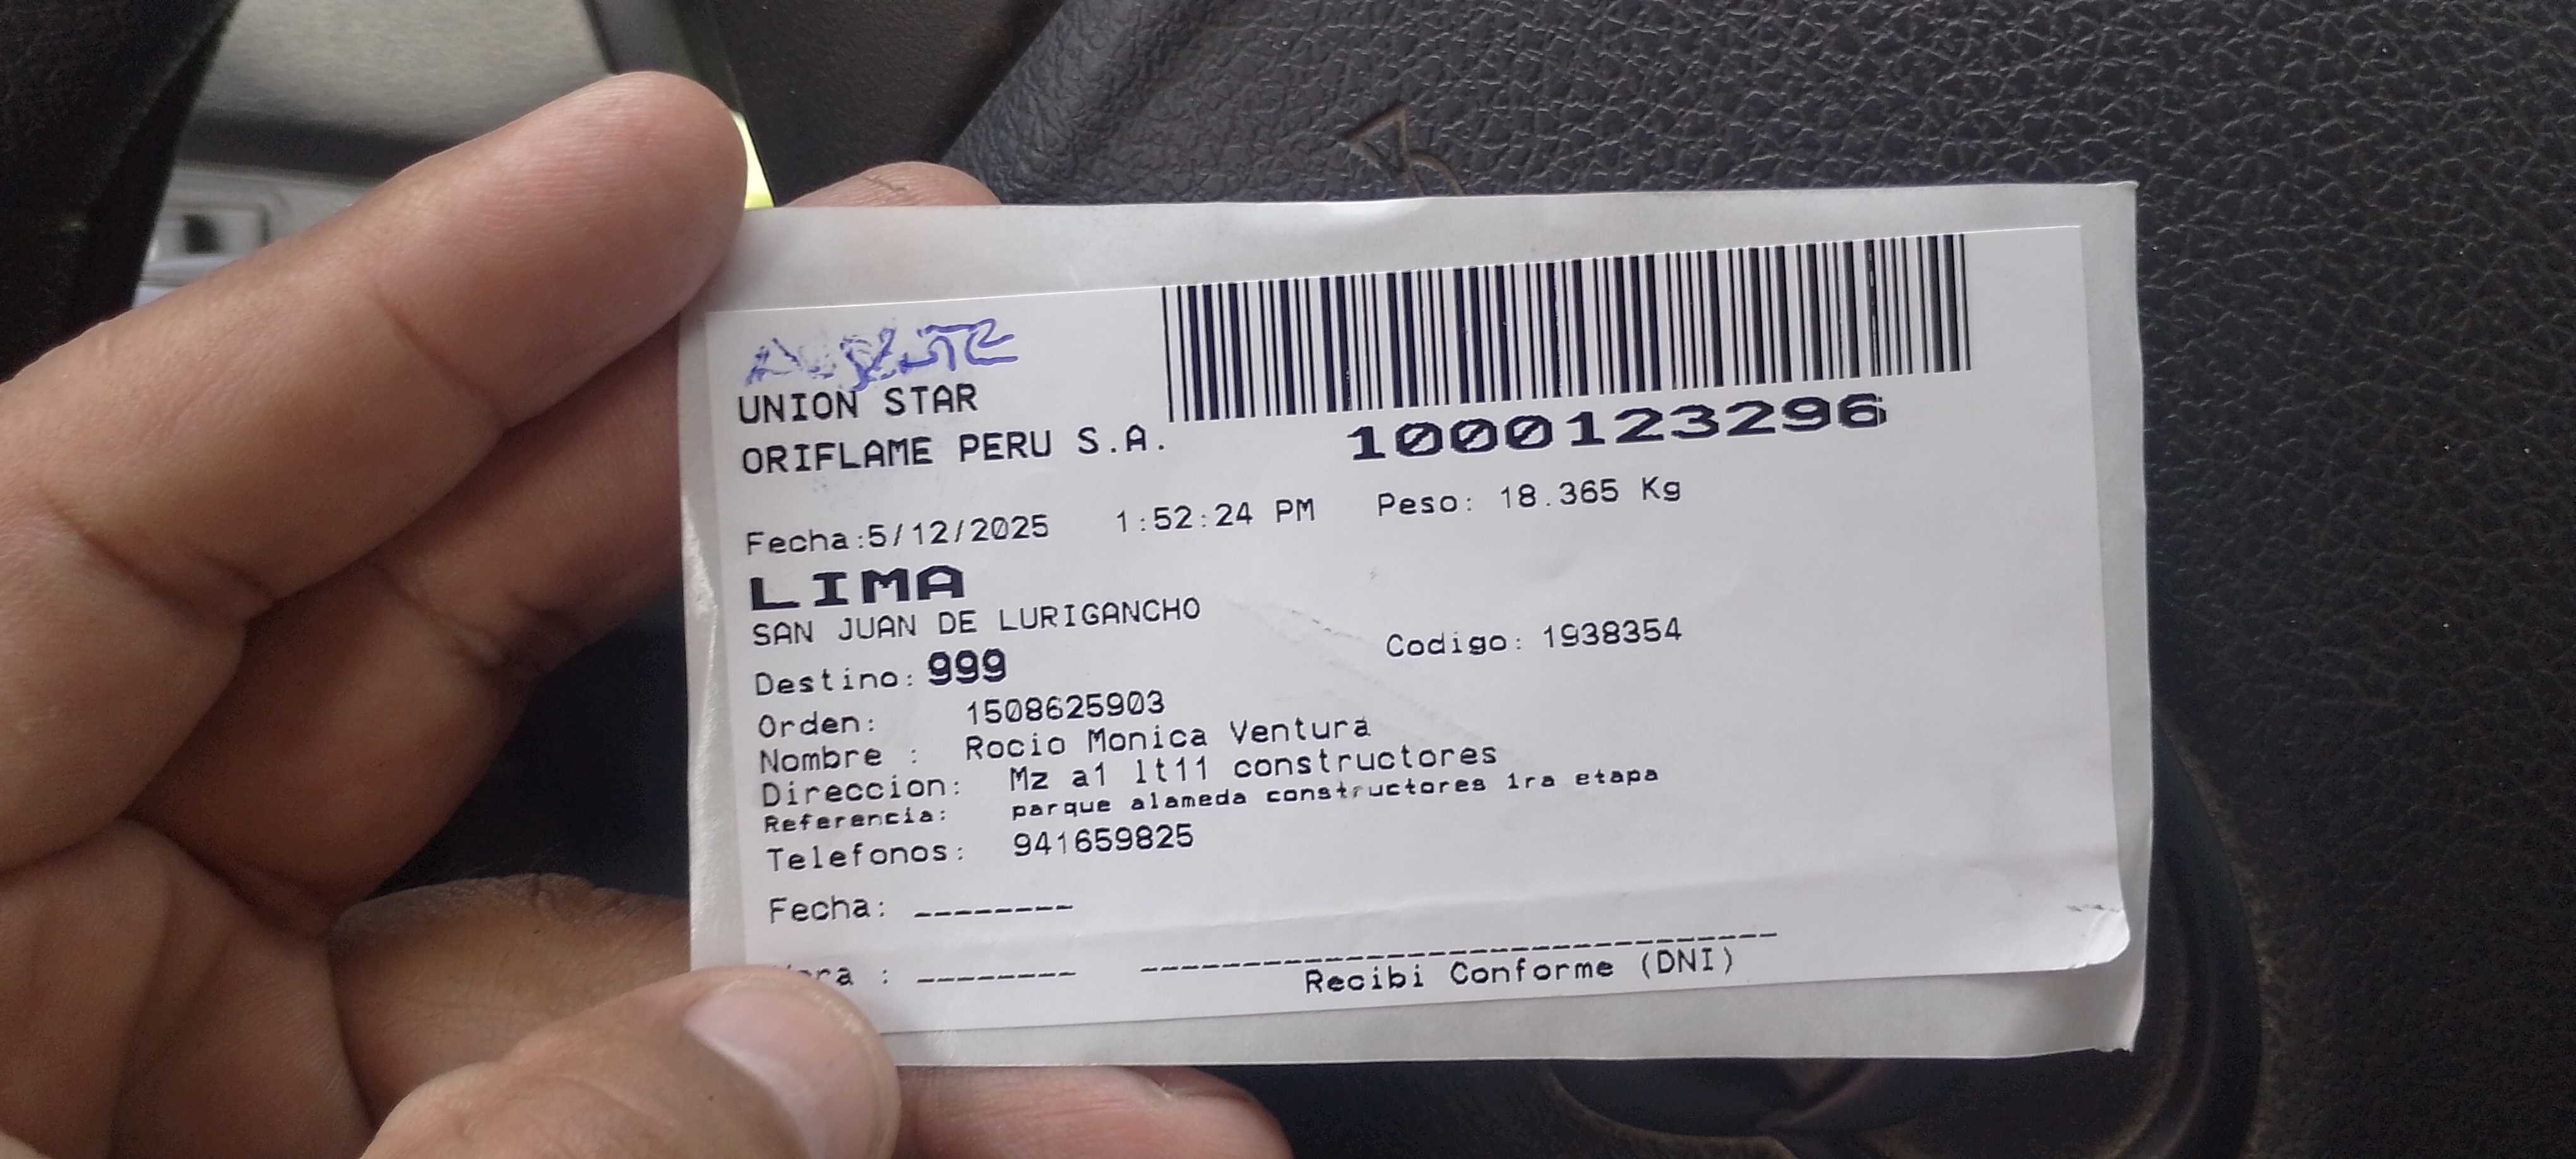 UNION STAR
ORIFLAME PERU S.A.
1000123296
Fecha:5/12/2025 1:52:24 PM Peso: 18.365 Kg
LIMA
SAN JUAN DE LURIGANCHO
Codigo: 1938354
Destino: 999
Orden: 1508625903
Nombre : Rocio Monica Ventura
Direccion: Mz a1 lt11 constructores
Referencia: parque alameda constructores 1ra etapa
Telefonos: 941659825
Fecha: --------
: --------
Recibi Conforme (DNI)